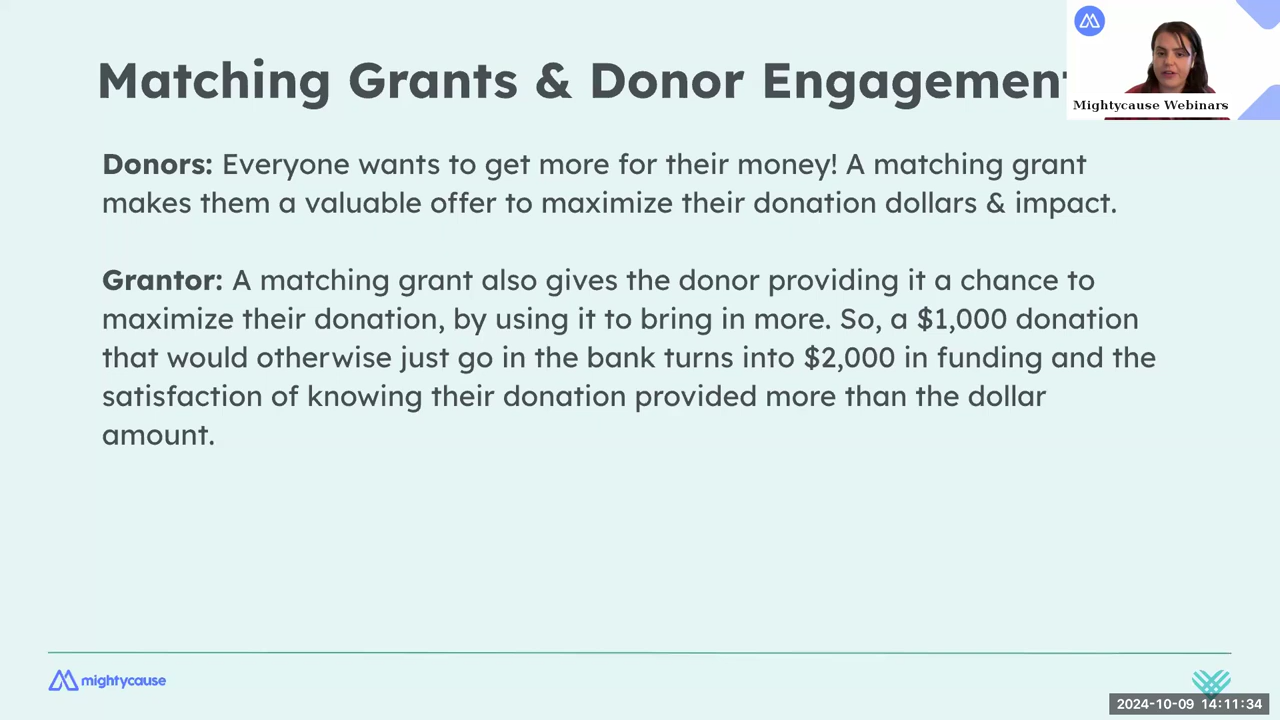 Matching Grants & Donor Engagement
Mightycause Webinars
Donors: Everyone wants to get more for their money! A matching grant
makes them a valuable offer to maximize their donation dollars & impact.
Grantor: A matching grant also gives the donor providing it a chance to
maximize their donation, by using it to bring in more. So, a $1,000 donation
that would otherwise just go in the bank turns into $2,000 in funding and the
satisfaction of knowing their donation provided more than the dollar
amount.
mightycause
2024-10-09 14:11:34